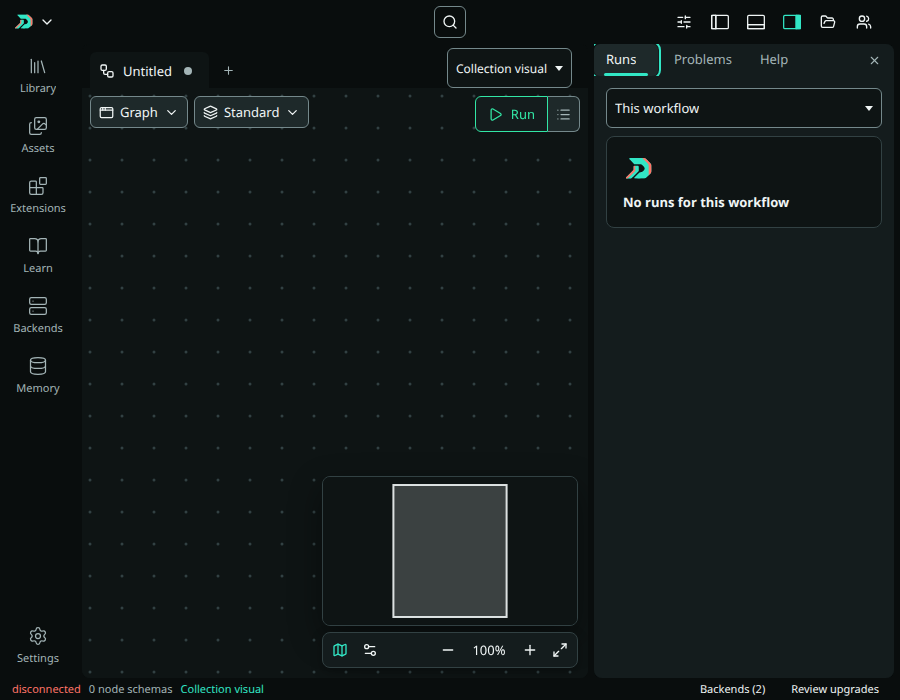 Library
Assets
Extensions
Learn
Backends
Memory
Settings
Untitled
Collection visual
Graph
Standard
Run
100%
Runs
Problems
Help
This workflow
No runs for this workflow
disconnected
0 node schemas
Collection visual
Backends (2)
Review upgrades